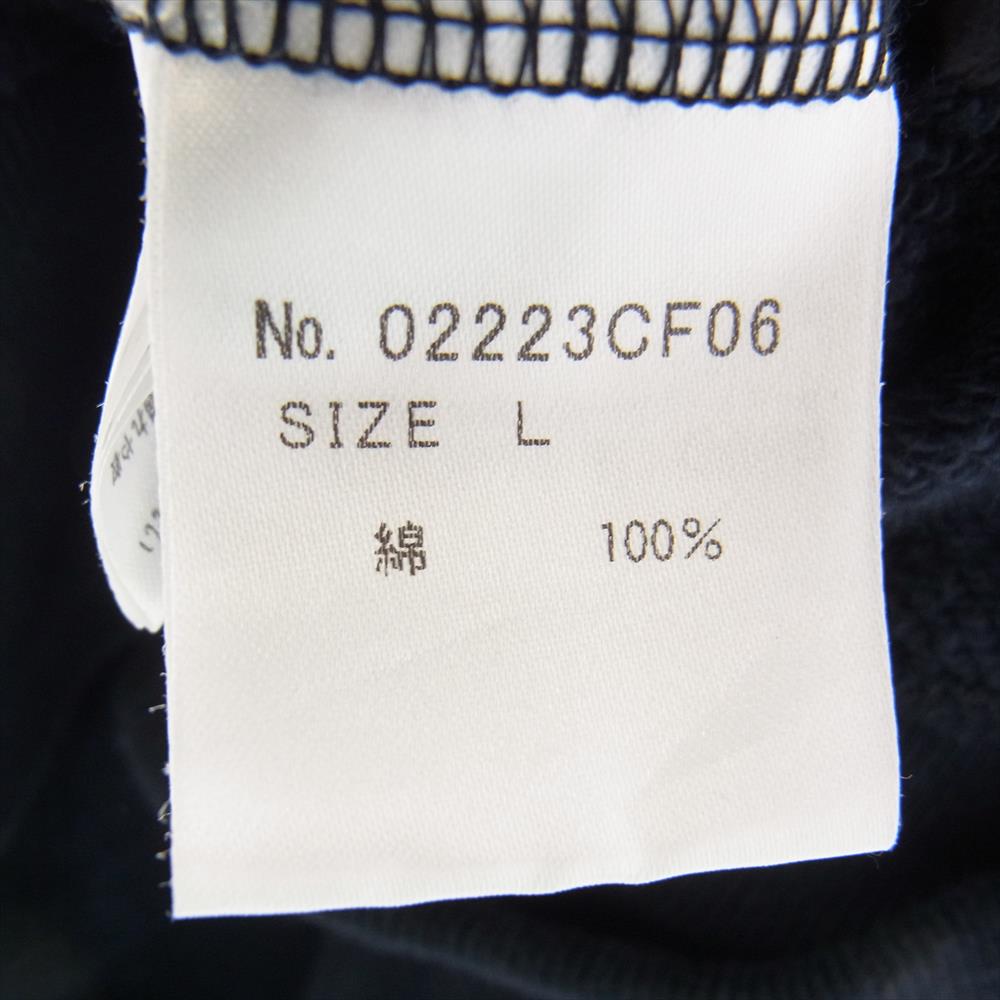 No. 02223CF06
SIZE L
綿 100%